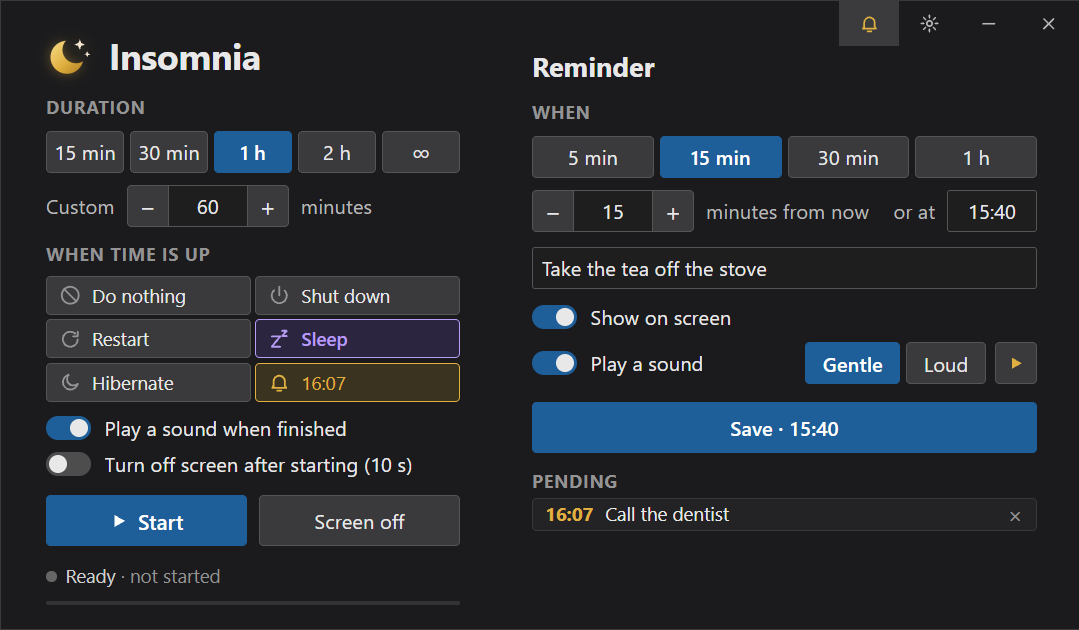 Insomnia
DURATION
15 min 30 min 1 h 2 h ∞
Custom − 60 + minutes
WHEN TIME IS UP
Do nothing Shut down
Restart Sleep
Hibernate 16:07
Play a sound when finished
Turn off screen after starting (10 s)
Start Screen off
Ready · not started
Reminder
WHEN
5 min 15 min 30 min 1 h
− 15 + minutes from now or at 15:40
Take the tea off the stove
Show on screen
Play a sound Gentle Loud
Save · 15:40
PENDING
16:07 Call the dentist ×